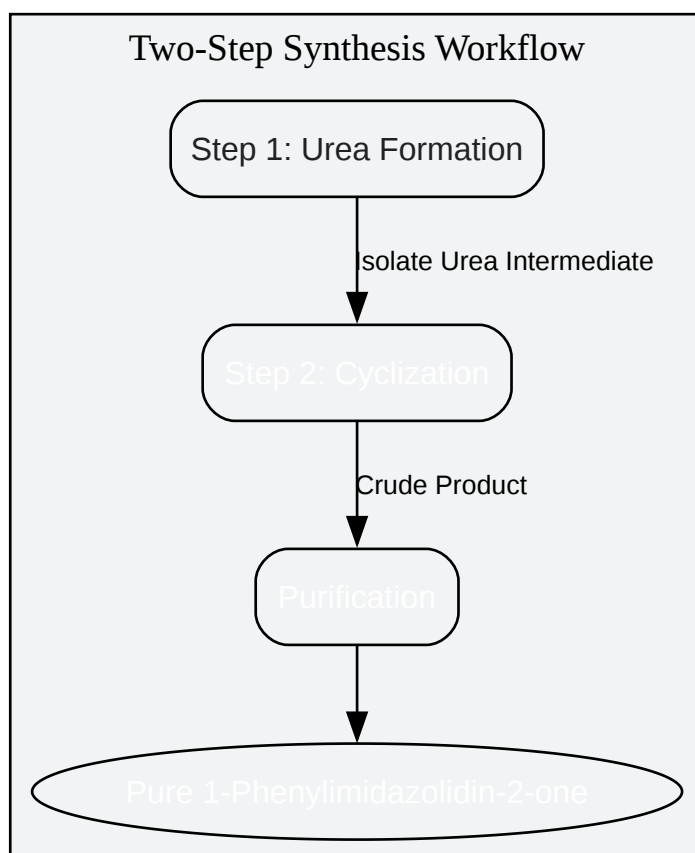 Two-Step Synthesis Workflow
Step 1: Urea Formation
Isolate Urea Intermediate
Step 2: Cyclization
Crude Product
Purification
Pure 1-Phenylimidazolidin-2-one